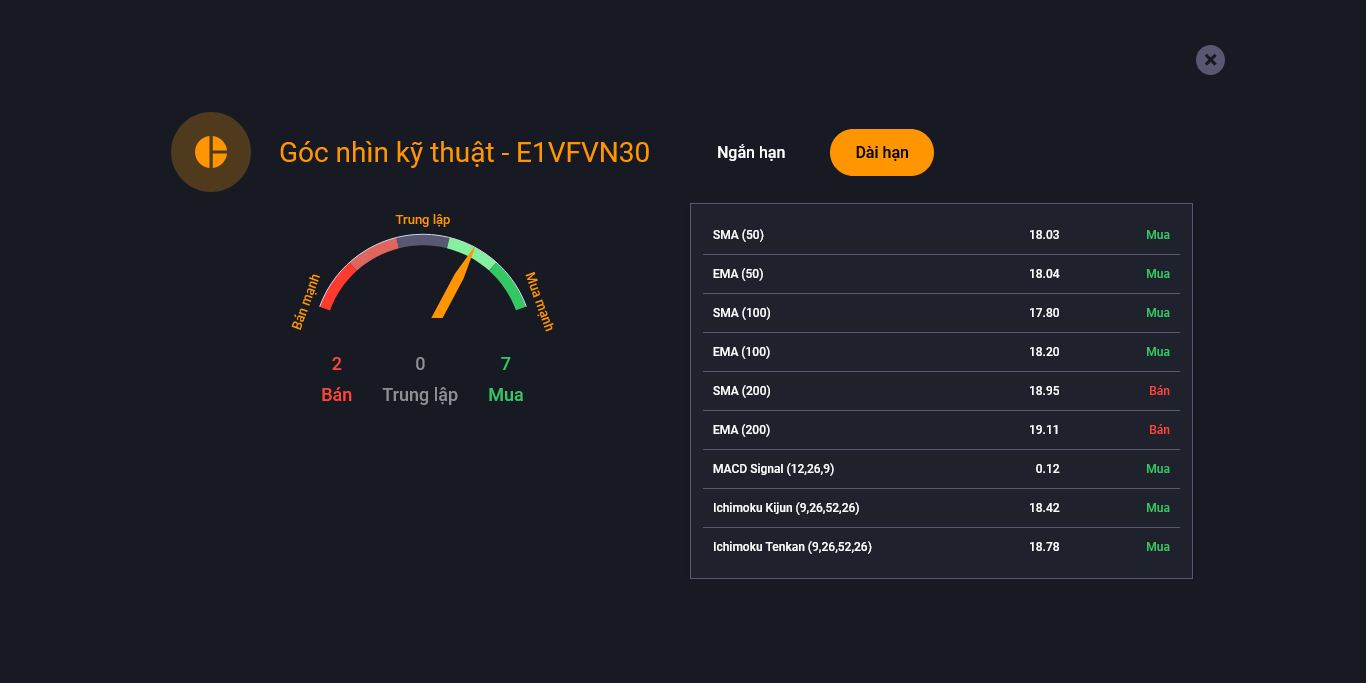 Góc nhìn kỹ thuật - E1VFVN30
Ngắn hạn
Dài hạn
Trung lập
Bán mạnh
Mua mạnh
2 0 7
Bán Trung lập Mua
SMA (50) 18.03 Mua
EMA (50) 18.04 Mua
SMA (100) 17.80 Mua
EMA (100) 18.20 Mua
SMA (200) 18.95 Bán
EMA (200) 19.11 Bán
MACD Signal (12,26,9) 0.12 Mua
Ichimoku Kijun (9,26,52,26) 18.42 Mua
Ichimoku Tenkan (9,26,52,26) 18.78 Mua